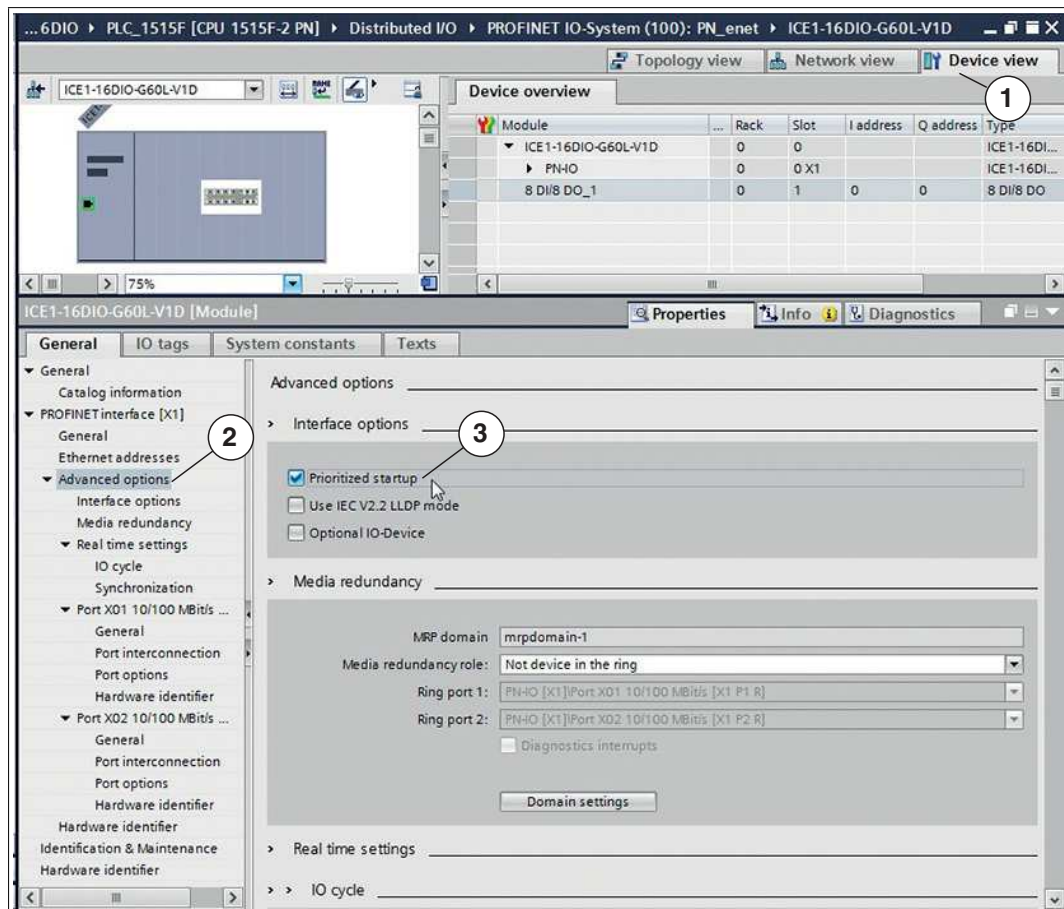 ...6DIO ▸ PLC_1515F [CPU 1515F-2 PN] ▸ Distributed I/O ▸ PROFINET IO-System (100): PN_enet ▸ ICE1-16DIO-G60L-V1D
Topology view Network view Device view
1
ICE1-16DIO-G60L-V1D
Device overview
Module ... Rack Slot I address Q address Type
ICE1-16DIO-G60L-V1D 0 0 ICE1-16DI...
PN-IO 0 0 X1 ICE1-16DI...
8 DI/8 DO_1 0 1 0 0 8 DI/8 DO
75%
ICE1-16DIO-G60L-V1D [Module]
Properties Info Diagnostics
General IO tags System constants Texts
General
Catalog information
PROFINET interface [X1]
General
Ethernet addresses
Advanced options
Interface options
Media redundancy
Real time settings
IO cycle
Synchronization
Port X01 10/100 MBit/s ...
General
Port interconnection
Port options
Hardware identifier
Port X02 10/100 MBit/s ...
General
Port interconnection
Port options
Hardware identifier
Hardware identifier
Identification & Maintenance
Hardware identifier
2
Advanced options
Interface options
3
Prioritized startup
Use IEC V2.2 LLDP mode
Optional IO-Device
Media redundancy
MRP domain mrpdomain-1
Media redundancy role: Not device in the ring
Ring port 1: PN-IO [X1]\Port X01 10/100 MBit/s [X1 P1 R]
Ring port 2: PN-IO [X1]\Port X02 10/100 MBit/s [X1 P2 R]
Diagnostics interrupts
Domain settings
Real time settings
IO cycle